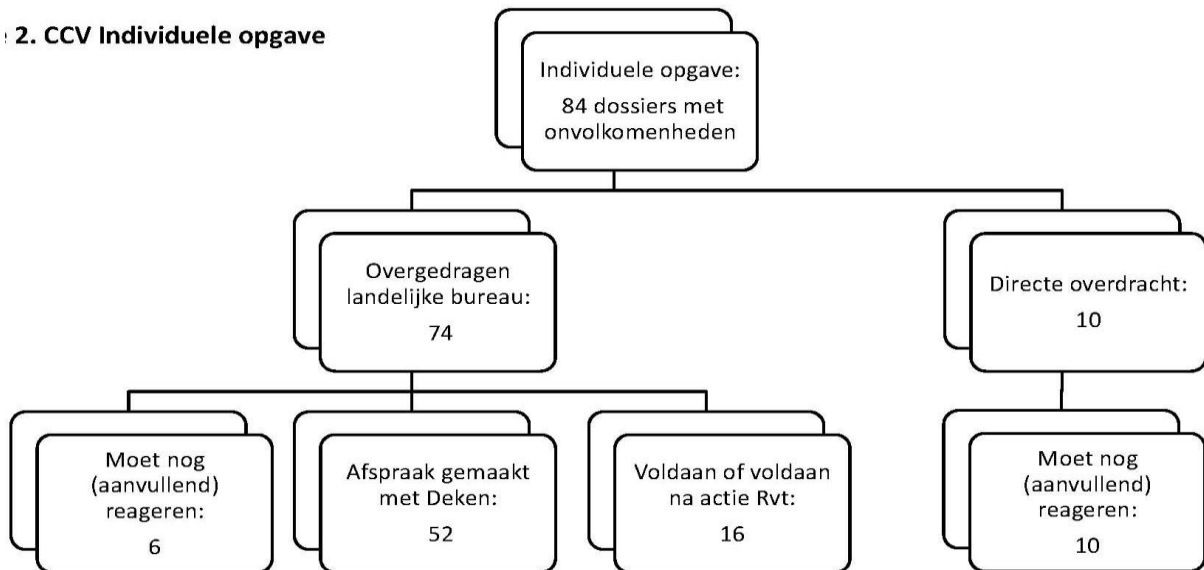 : 2. CCV Individuele opgave
Individuele opgave:
84 dossiers met
onvolkomenheden
Overgedragen
landelijke bureau:
74
Directe overdracht:
10
Moet nog
(aanvullend)
reageren:
6
Afspraak gemaakt
met Deken:
52
Voldaan of voldaan
na actie Rvt:
16
Moet nog
(aanvullend)
reageren:
10